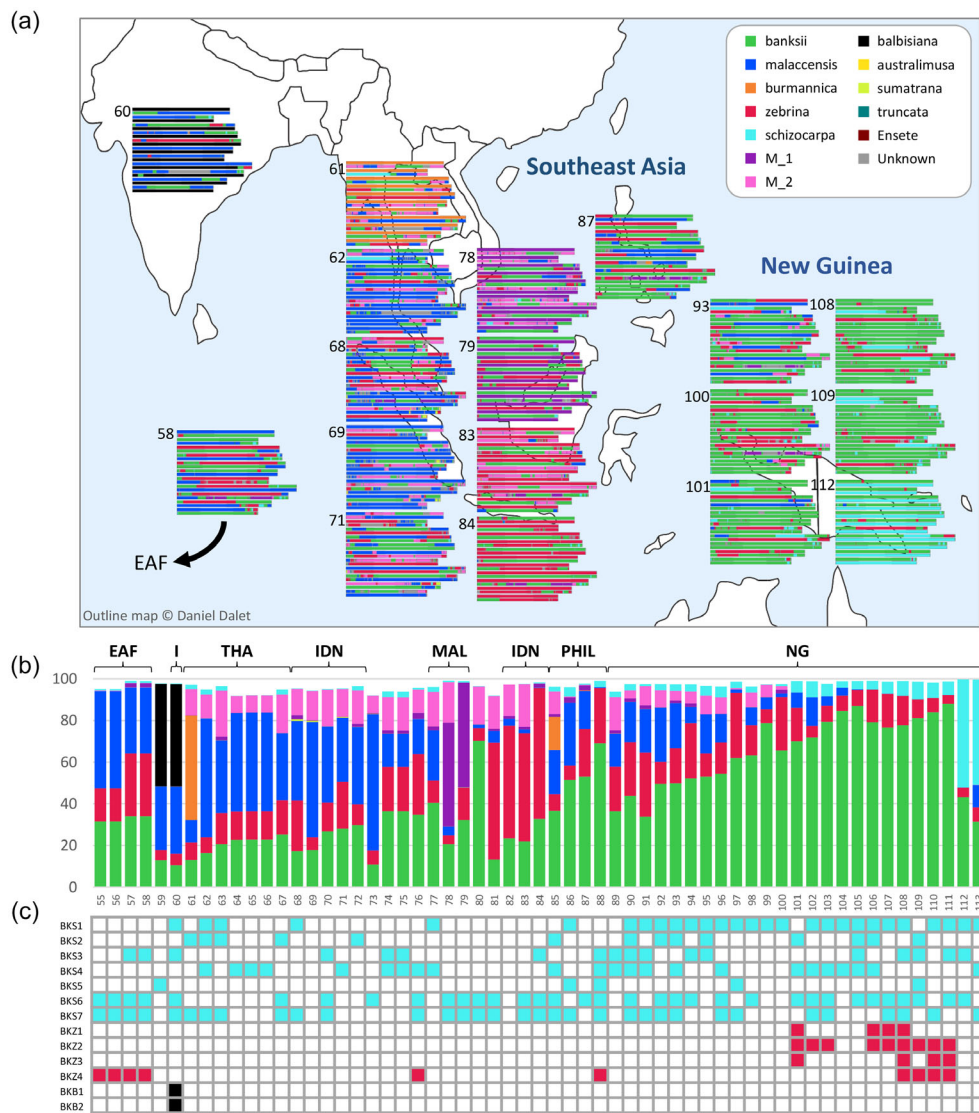 (a)
banksii
malaccensis
burmannica
zebrina
schizocarpa
M_1
M_2
balbisiana
australimusa
sumatrana
truncata
Ensete
Unknown
60
61
Southeast Asia
87
62
78
New Guinea
93
108
68
79
100
109
58
69
83
101
112
71
84
EAF
Outline map © Daniel Dalet
(b)
EAF I THA IDN MAL IDN PHIL NG
100
80
60
40
20
0
55 56 57 58 59 60 61 62 63 64 65 66 67 68 69 70 71 72 73 74 75 76 77 78 79 80 81 82 83 84 85 86 87 88 89 90 91 92 93 94 95 96 97 98 99 100 101 102 103 104 105 106 107 108 109 110 111 112
(c)
BKS1
BKS2
BKS3
BKS4
BKS5
BKS6
BKS7
BKZ1
BKZ2
BKZ3
BKZ4
BKB1
BKB2